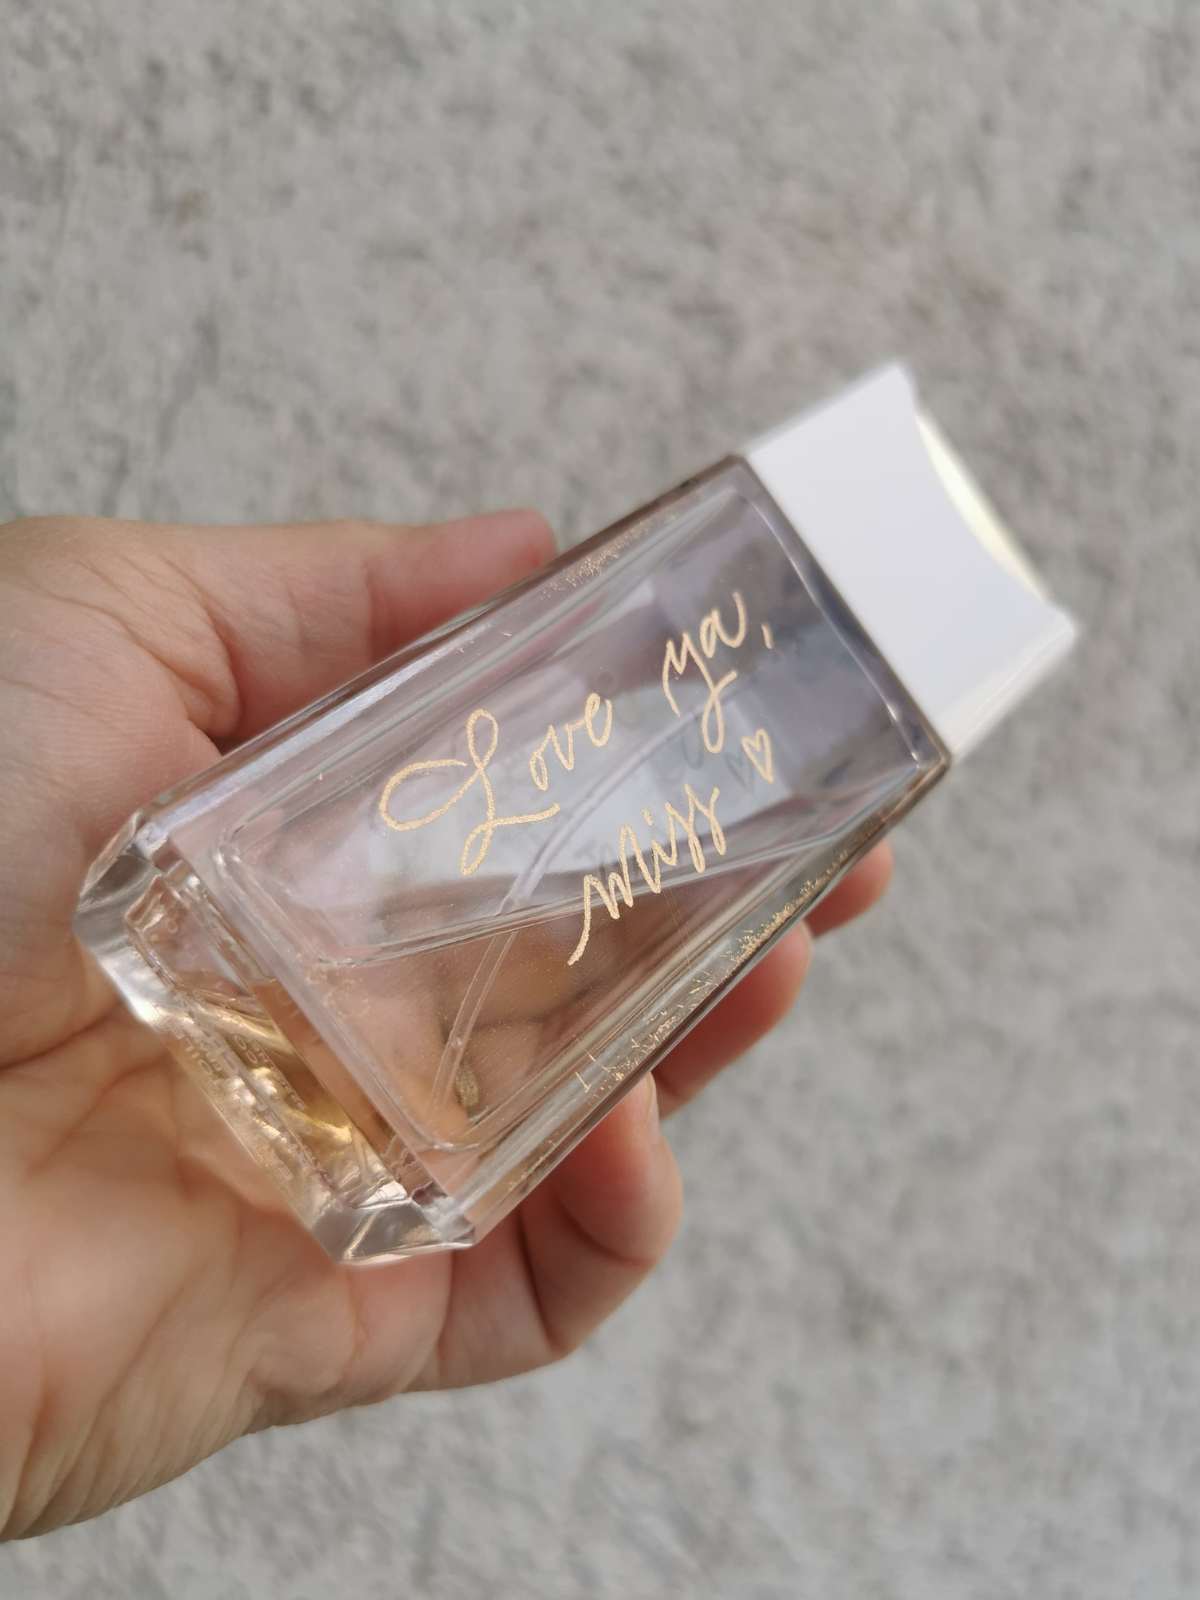 Love ya,
miss ♡